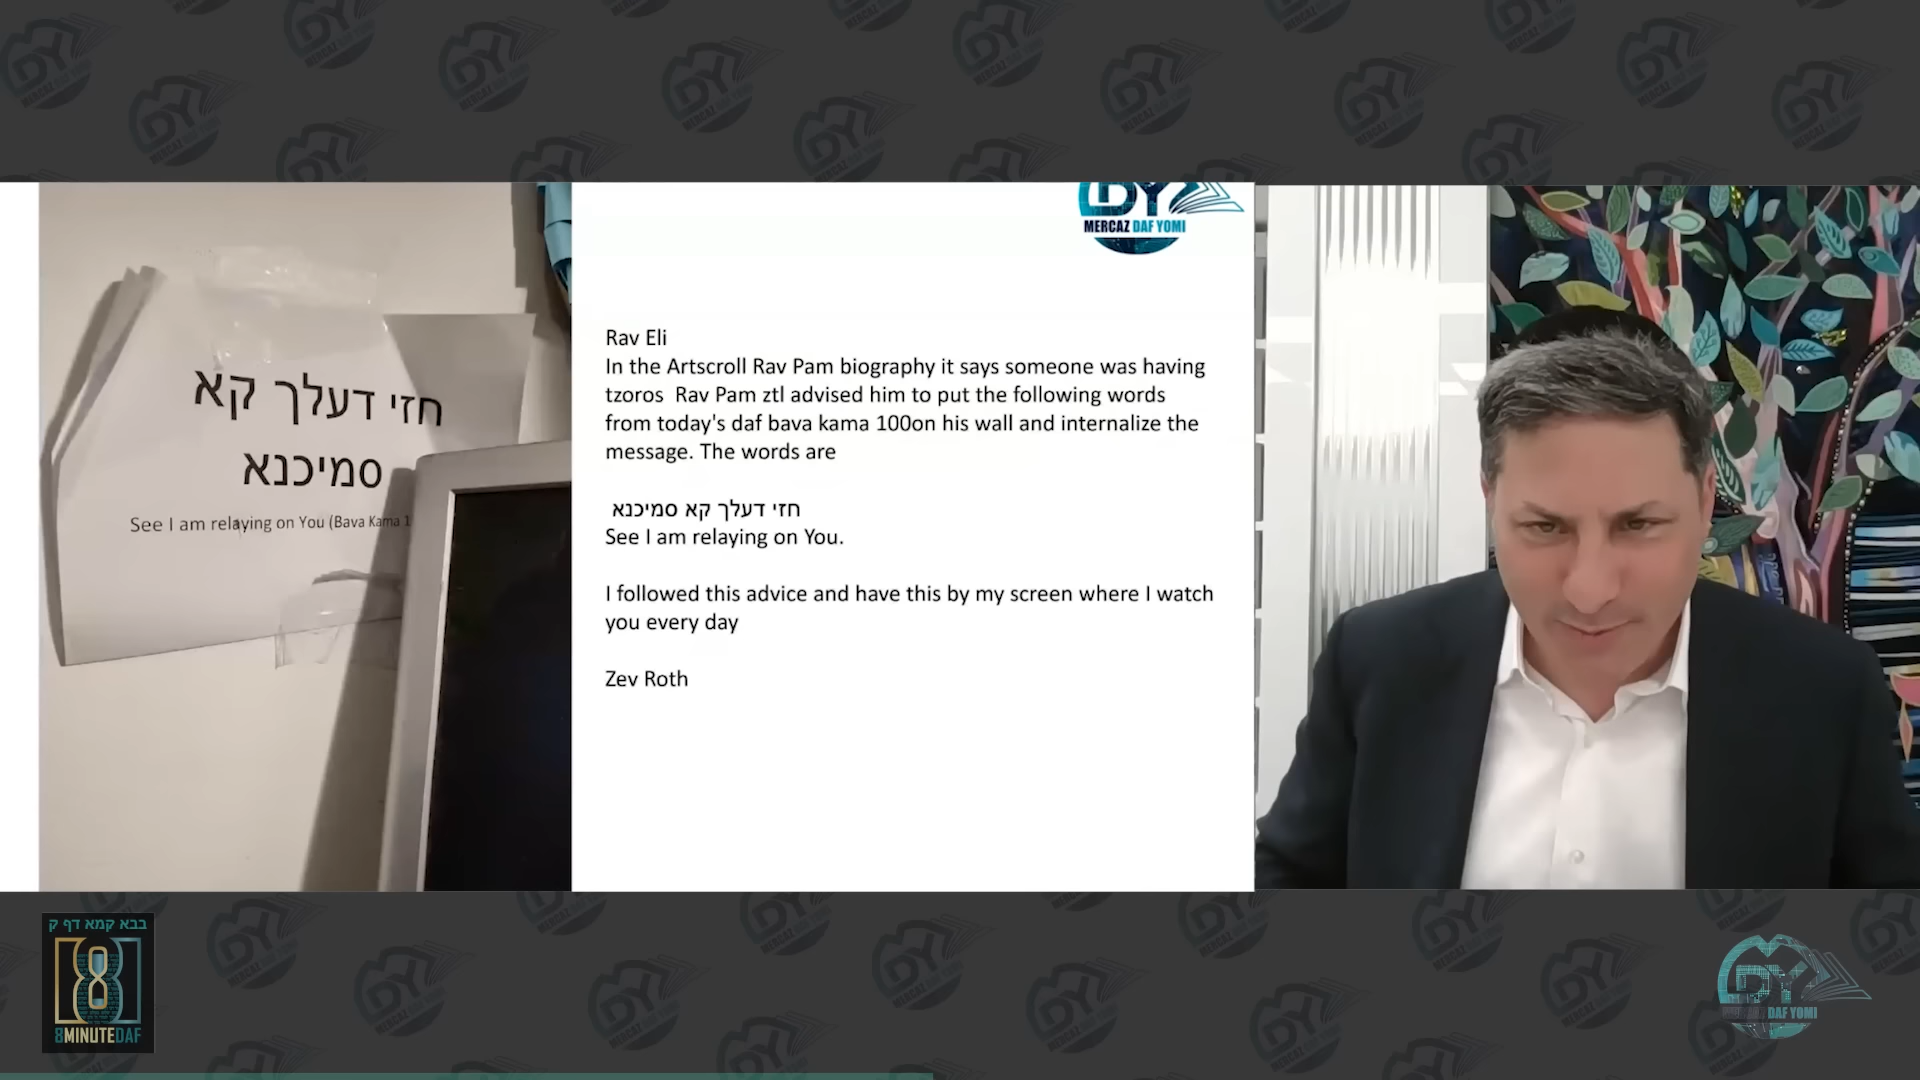 חזי דעלך קא
סמיכנא
See I am relaying on You (Bava Kama 1
MERCAZ DAF YOMI
Rav Eli
In the Artscroll Rav Pam biography it says someone was having
tzoros Rav Pam ztl advised him to put the following words
from today's daf bava kama 100on his wall and internalize the
message. The words are
חזי דעלך קא סמיכנא
See I am relaying on You.
I followed this advice and have this by my screen where I watch
you every day
Zev Roth
בבא קמא דף ק
8
8MINUTEDAF
DY
MERCAZ DAF YOMI